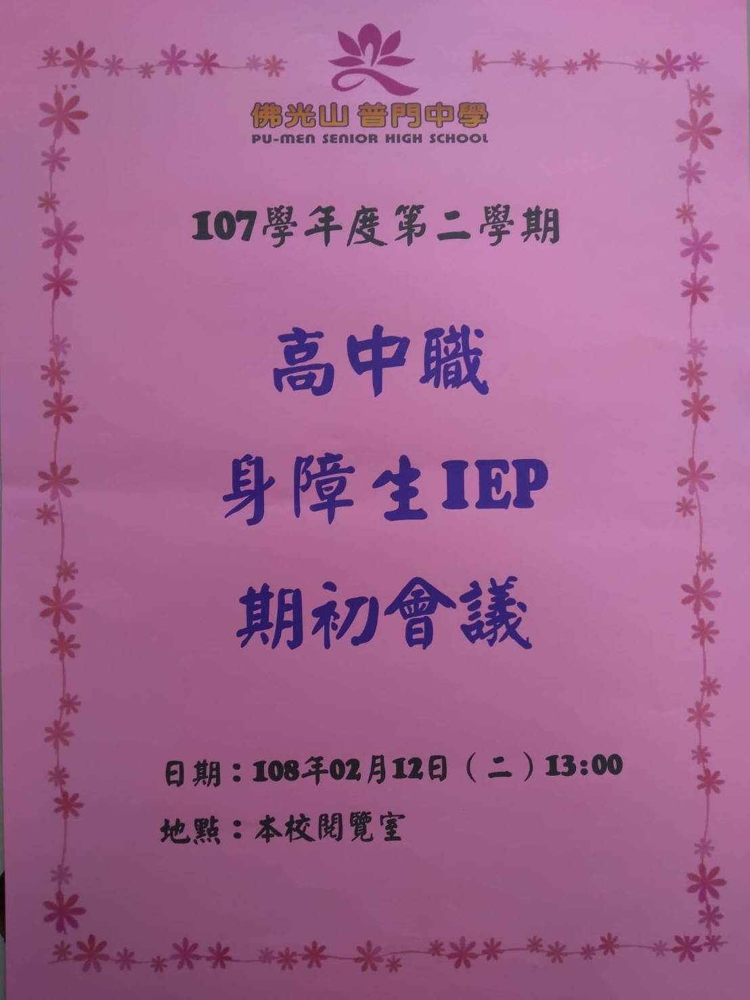 佛光山 普門中學
PU-MEN SENIOR HIGH SCHOOL
107學年度第二學期
高中職
身障生IEP
期初會議
日期：108年02月12日（二）13:00
地點：本校閱覽室